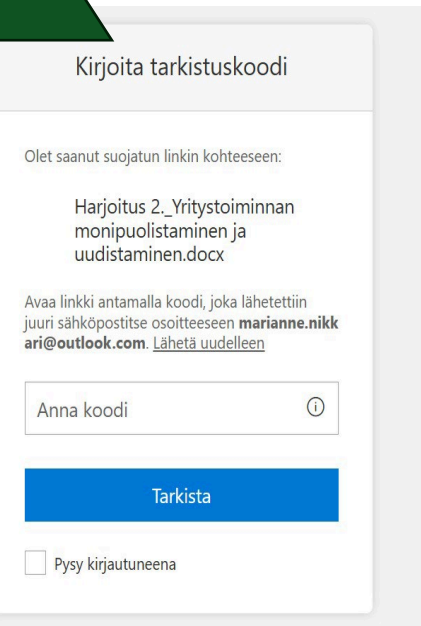 Kirjoita tarkistuskoodi
Olet saanut suojatun linkin kohteeseen:
Harjoitus 2._Yritystoiminnan
monipuolistaminen ja
uudistaminen.docx
Avaa linkki antamalla koodi, joka lähetettiin
juuri sähköpostitse osoitteeseen marianne.nikk
ari@outlook.com. Lähetä uudelleen
Anna koodi
Tarkista
Pysy kirjautuneena